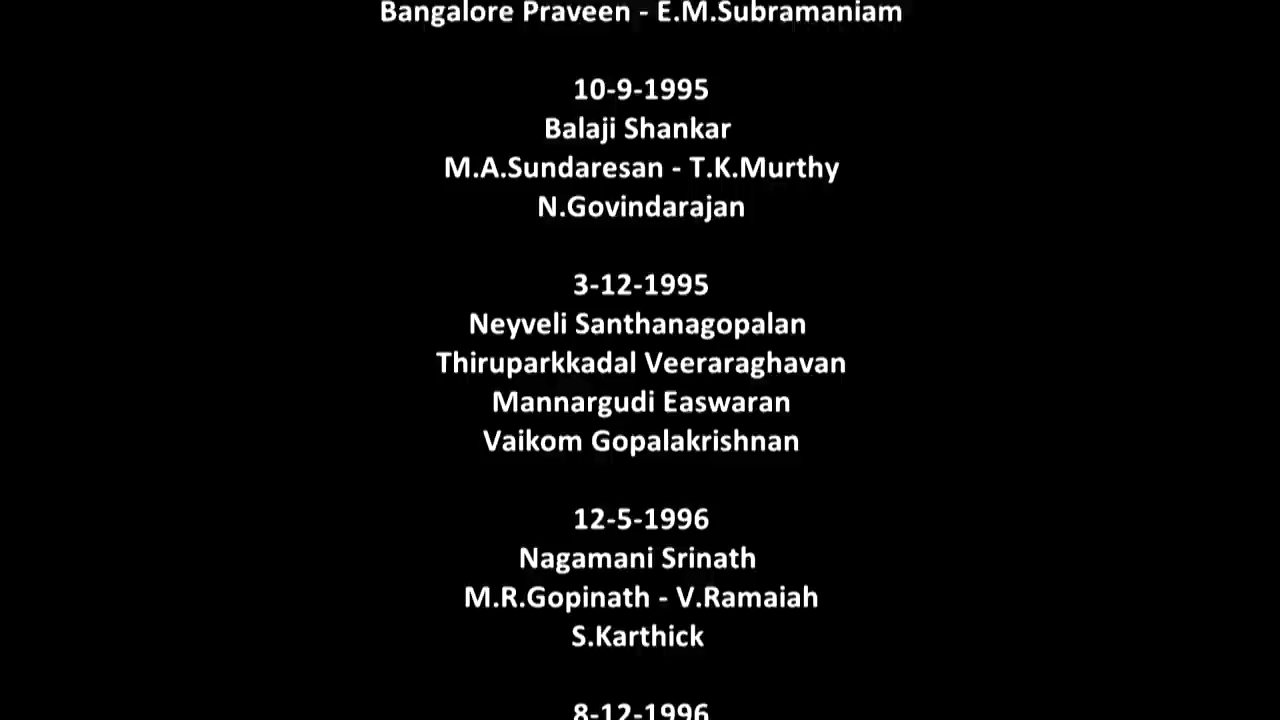 Bangalore Praveen - E.M.Subramaniam
10-9-1995
Balaji Shankar
M.A.Sundaresan - T.K.Murthy
N.Govindarajan
3-12-1995
Neyveli Santhanagopalan
Thiruparkkadal Veeraraghavan
Mannargudi Easwaran
Vaikom Gopalakrishnan
12-5-1996
Nagamani Srinath
M.R.Gopinath - V.Ramaiah
S.Karthick
8-12-1996